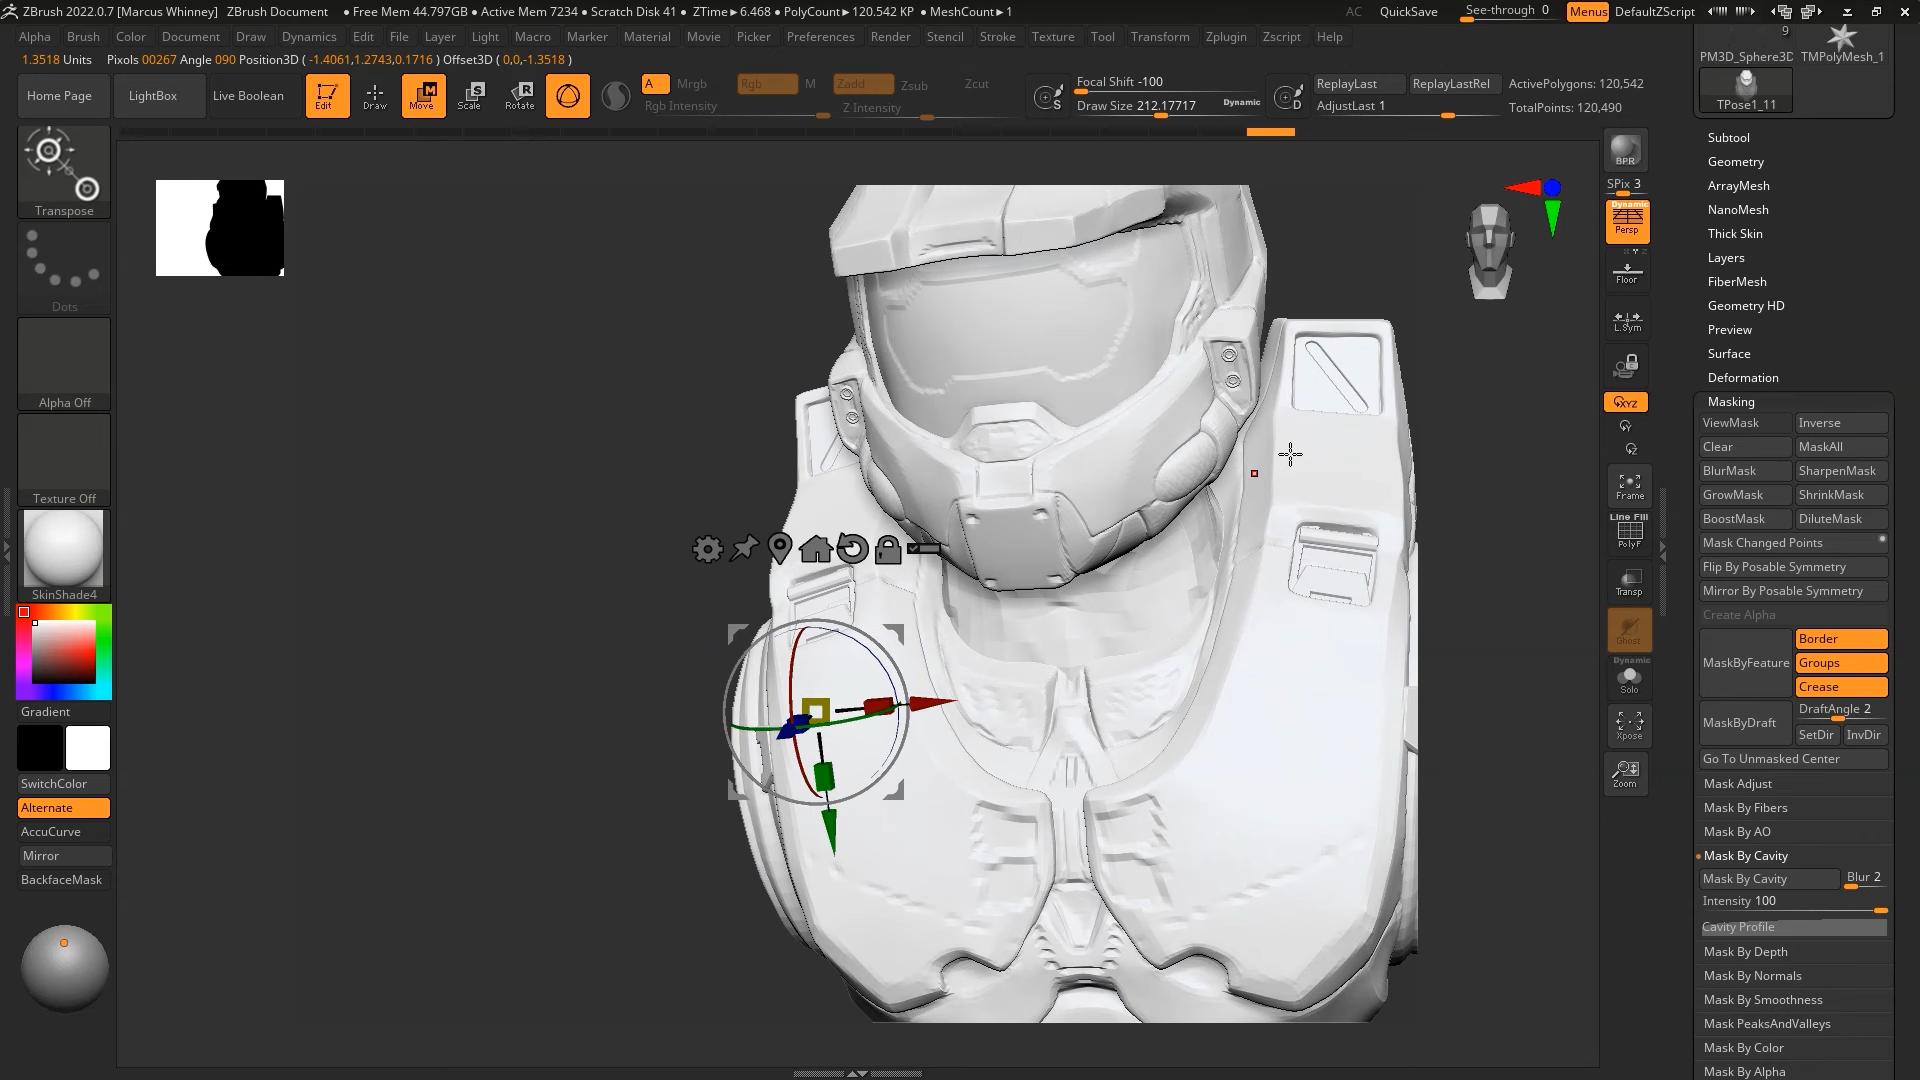 ZBrush 2022.0.7 [Marcus Whinney] ZBrush Document ● Free Mem 44.797GB ● Active Mem 7234 ● Scratch Disk 41 ● ZTime►6.468 ● PolyCount►120.542 KP ● MeshCount►1 AC QuickSave See-through 0 Menus DefaultZScript
Alpha Brush Color Document Draw Dynamics Edit File Layer Light Macro Marker Material Movie Picker Preferences Render Stencil Stroke Texture Tool Transform Zplugin Zscript Help
1.3518 Units Pixols 00267 Angle 090 Position3D ( -1.4061,1.2743,0.1716 ) Offset3D ( 0,0,-1.3518 )
Home Page LightBox Live Boolean Edit Draw Move Scale Rotate
A Mrgb Rgb M Zadd Zsub Zcut
Rgb Intensity Z Intensity
S Focal Shift -100
Draw Size 212.17717 Dynamic
D ReplayLast ReplayLastRel ActivePolygons: 120,542
AdjustLast 1 TotalPoints: 120,490
9
PM3D_Sphere3D TMPolyMesh_1
TPose1_11
Transpose
Dots
Alpha Off
Texture Off
SkinShade4
Gradient
SwitchColor
Alternate
AccuCurve
Mirror
BackfaceMask
BPR
SPix 3
Dynamic
Persp
Floor
L.Sym
XYZ
Y
Z
Frame
Line Fill
PolyF
Transp
Ghost
Dynamic
Solo
Xpose
Zoom
Subtool
Geometry
ArrayMesh
NanoMesh
Thick Skin
Layers
FiberMesh
Geometry HD
Preview
Surface
Deformation
Masking
ViewMask Inverse
Clear MaskAll
BlurMask SharpenMask
GrowMask ShrinkMask
BoostMask DiluteMask
Mask Changed Points
Flip By Posable Symmetry
Mirror By Posable Symmetry
Create Alpha
MaskByFeature Border
Groups
Crease
MaskByDraft DraftAngle 2
SetDir InvDir
Go To Unmasked Center
Mask Adjust
Mask By Fibers
Mask By AO
Mask By Cavity
Mask By Cavity Blur 2
Intensity 100
Cavity Profile
Mask By Depth
Mask By Normals
Mask By Smoothness
Mask PeaksAndValleys
Mask By Color
Mask By Alpha